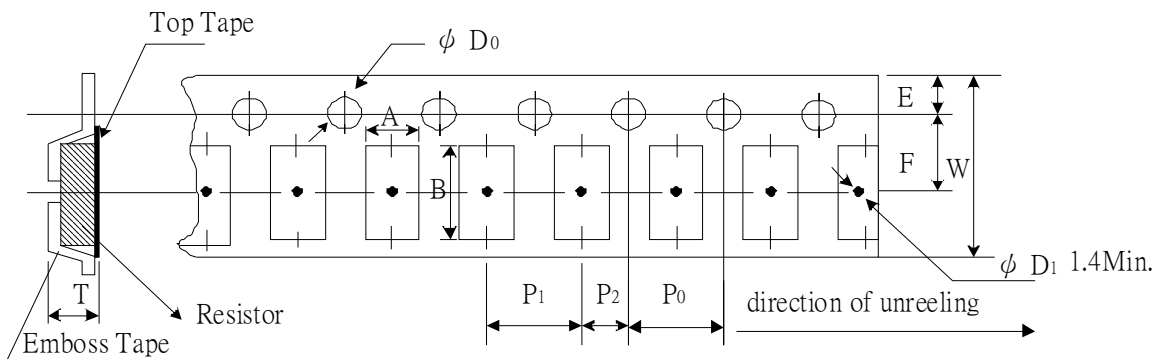 Top Tape
ϕ D0
E
A
F
W
B
ϕ D1 1.4Min.
T
P1
P2
P0
direction of unreeling
Resistor
Emboss Tape